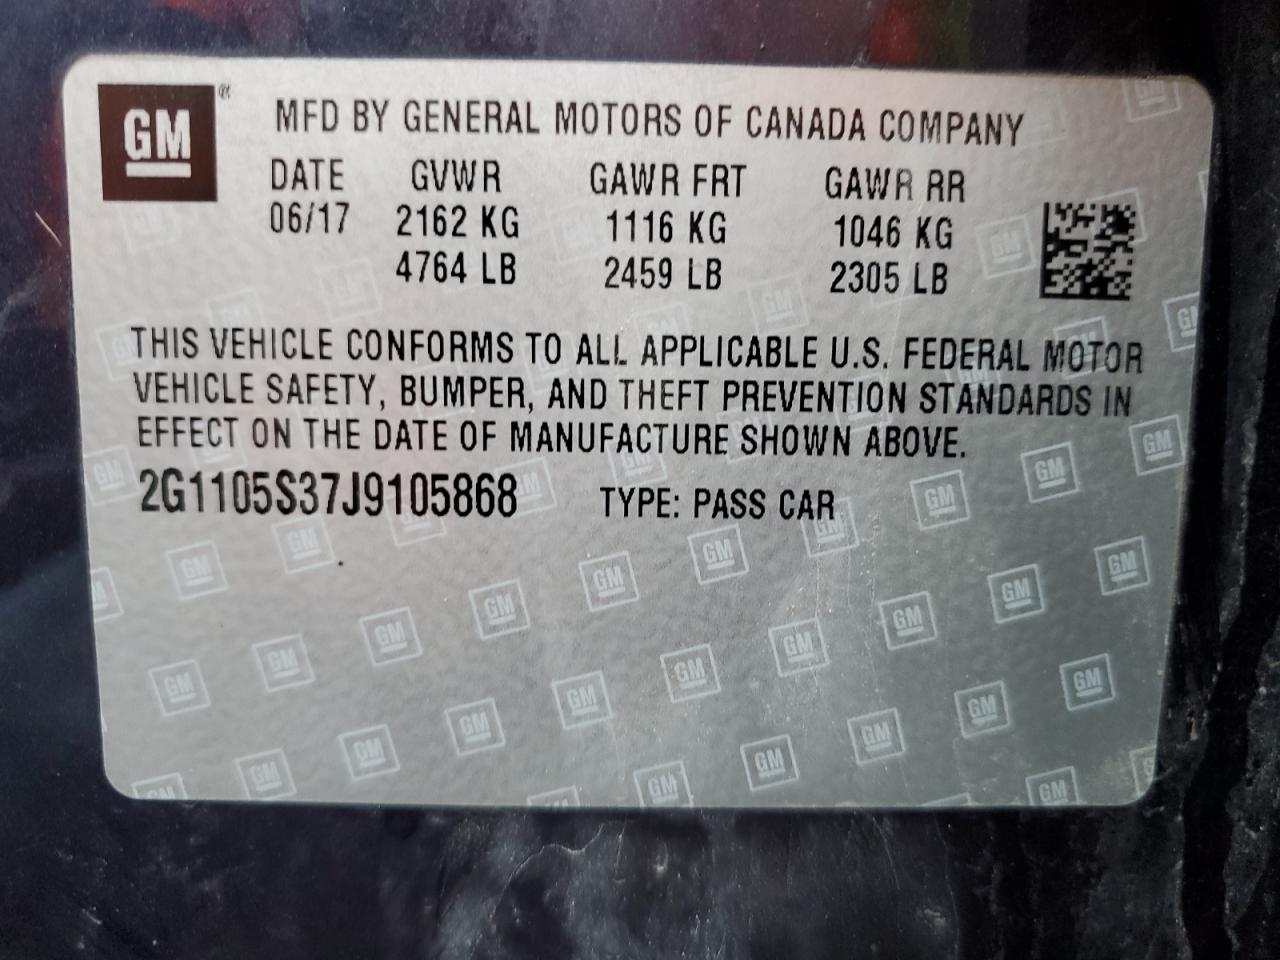 GM®
MFD BY GENERAL MOTORS OF CANADA COMPANY
DATE GVWR GAWR FRT GAWR RR
06/17 2162 KG 1116 KG 1046 KG
4764 LB 2459 LB 2305 LB
THIS VEHICLE CONFORMS TO ALL APPLICABLE U.S. FEDERAL MOTOR
VEHICLE SAFETY, BUMPER, AND THEFT PREVENTION STANDARDS IN
EFFECT ON THE DATE OF MANUFACTURE SHOWN ABOVE.
2G1105S37J9105868 TYPE: PASS CAR